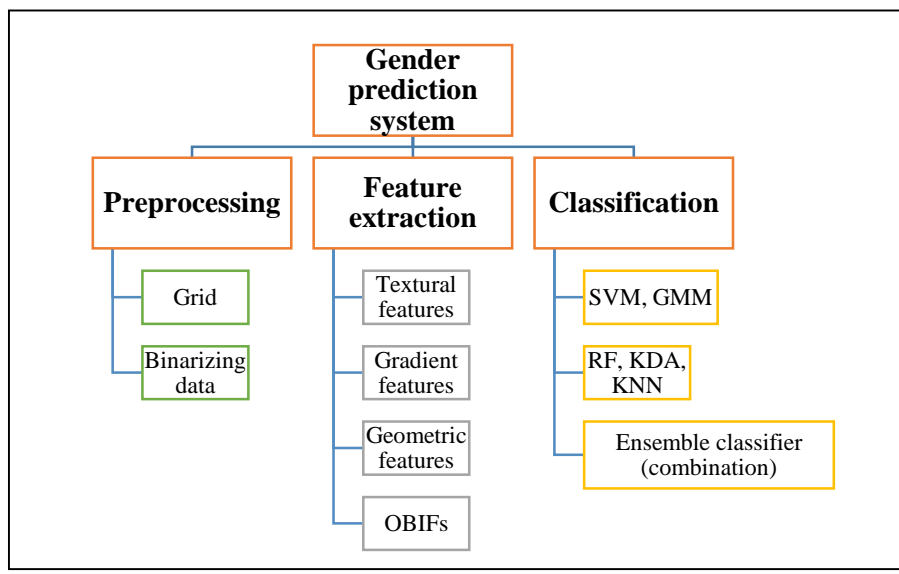 Gender
prediction
system
Preprocessing
Feature
extraction
Classification
Grid
Binarizing
data
Textural
features
Gradient
features
Geometric
features
OBIFs
SVM, GMM
RF, KDA,
KNN
Ensemble classifier
(combination)